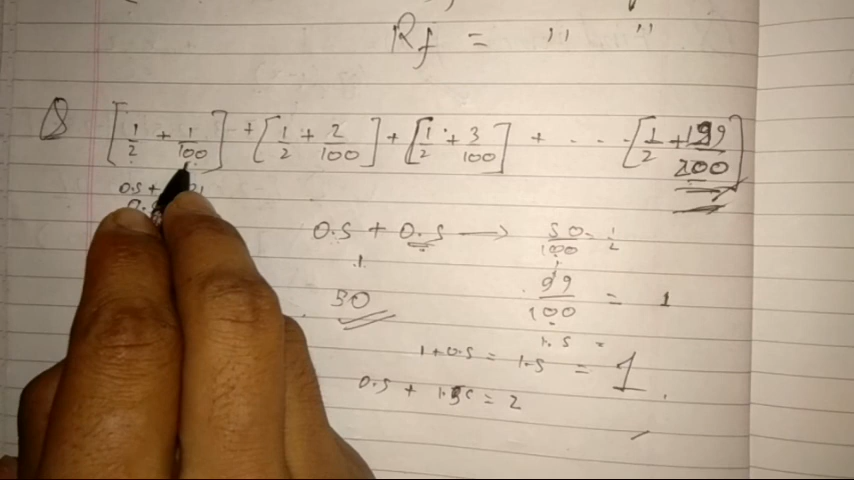 Rf = " "
Q [1/2 + 1/100] + [1/2 + 2/100] + [1/2 + 3/100] + ... [1/2 + 199/200]
0.5 +
0.5 + 0.5 → 50/100 = 1/2
50
99/100 = 1
1.5 =
1+0.5 = 1.5 = 1
0.5 + = 2